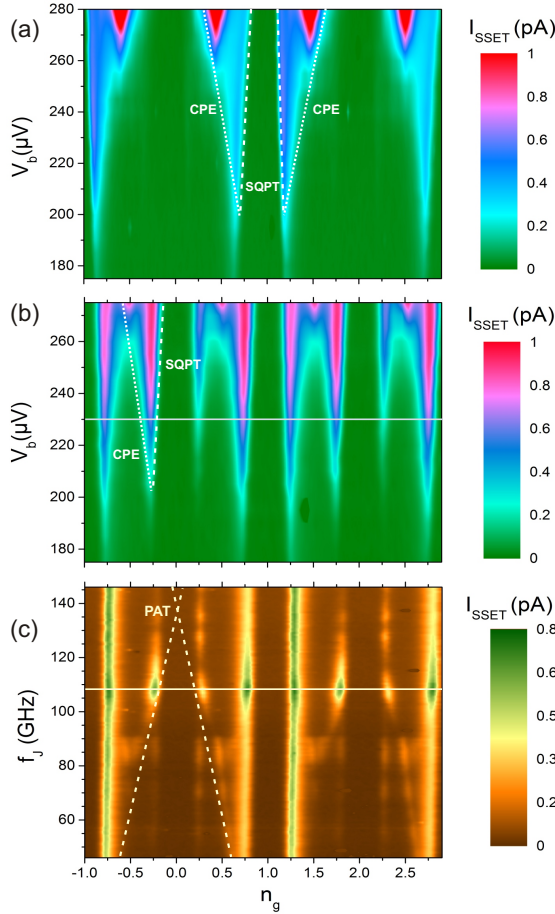 (a)
280
260
240
220
200
180
V_b(µV)
CPE
CPE
SQPT
I_SSET (pA)
1
0.8
0.6
0.4
0.2
0
(b)
260
240
220
200
180
V_b(µV)
SQPT
CPE
I_SSET (pA)
1
0.8
0.6
0.4
0.2
0
(c)
140
120
100
80
60
f_J (GHz)
PAT
-1.0
-0.5
0.0
0.5
1.0
1.5
2.0
2.5
n_g
I_SSET (pA)
0.8
0.6
0.3
0.2
0